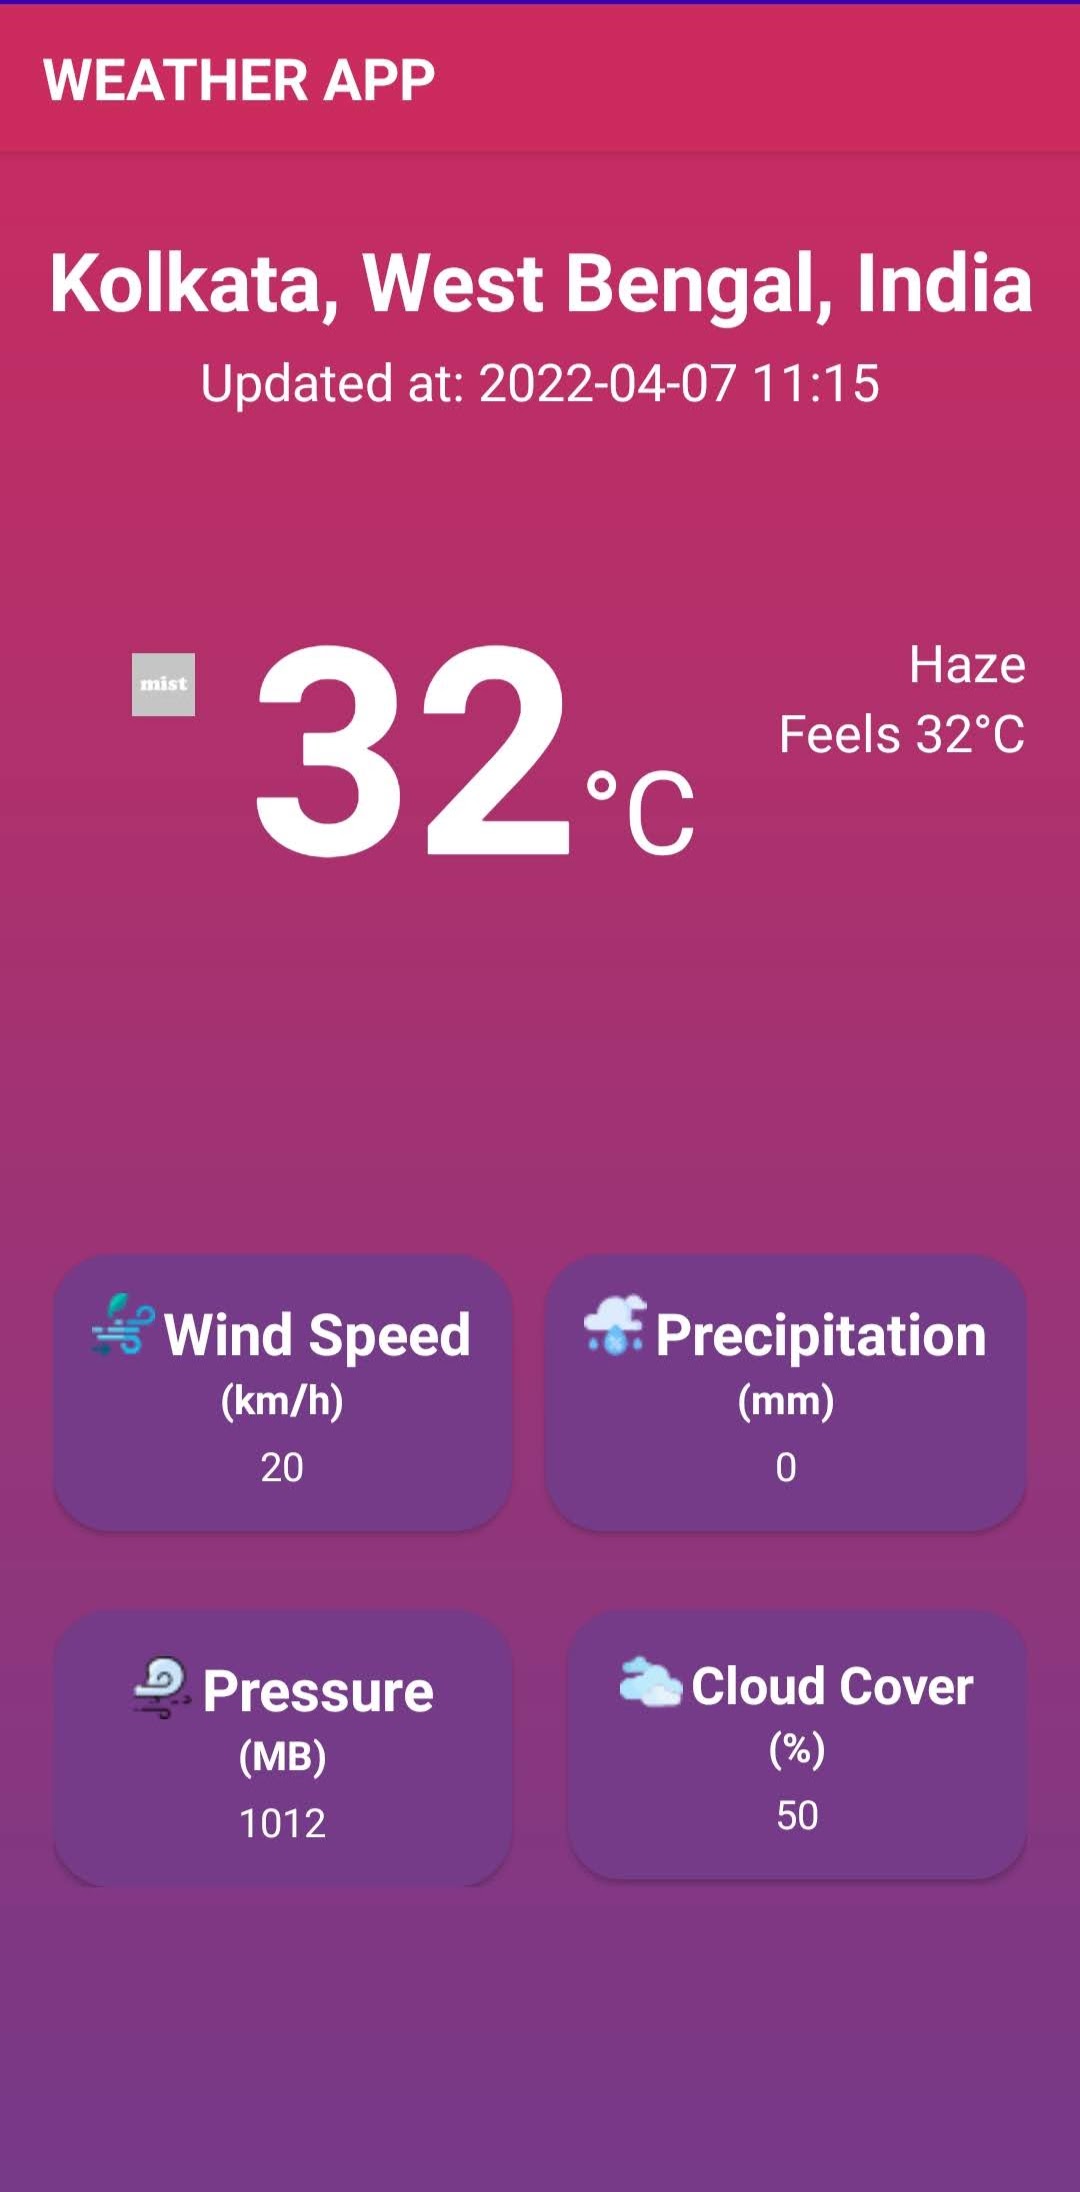 WEATHER APP
Kolkata, West Bengal, India
Updated at: 2022-04-07 11:15
mist
32°C
Haze
Feels 32°C
Wind Speed
(km/h)
20
Precipitation
(mm)
0
Pressure
(MB)
1012
Cloud Cover
(%)
50